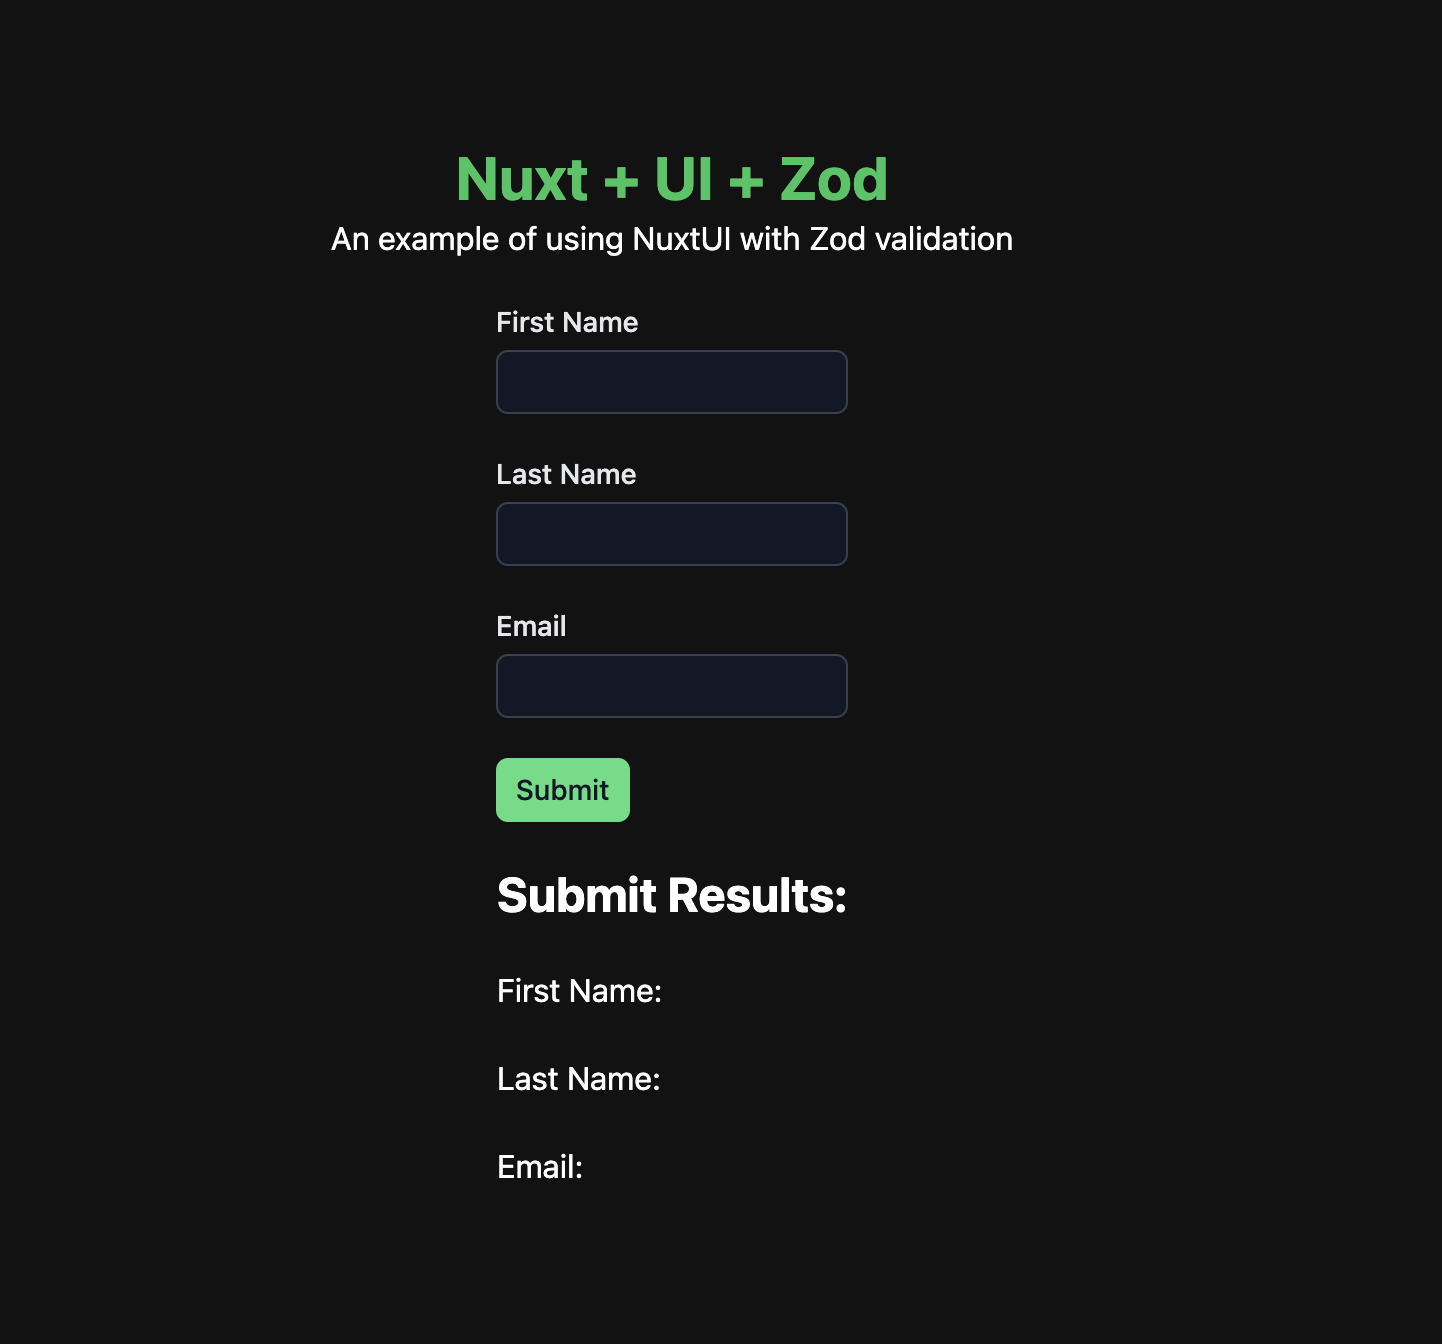 Nuxt + UI + Zod
An example of using NuxtUI with Zod validation
First Name
Last Name
Email
Submit
Submit Results:
First Name:
Last Name:
Email: